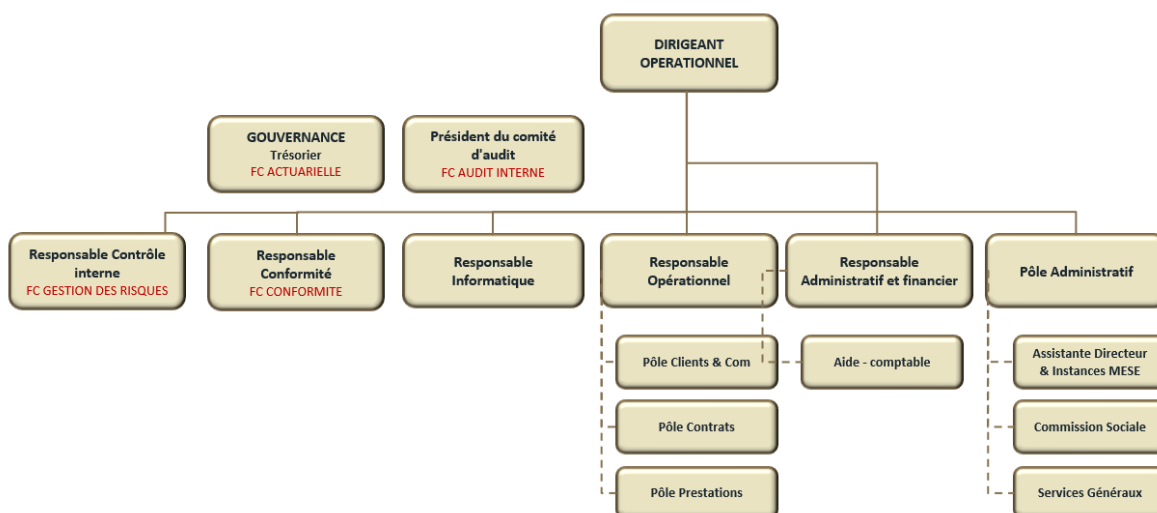 DIRIGEANT
OPERATIONNEL
GOUVERNANCE
Trésorier
FC ACTUARIELLE
Président du comité
d'audit
FC AUDIT INTERNE
Responsable Contrôle
interne
FC GESTION DES RISQUES
Responsable
Conformité
FC CONFORMITE
Responsable
Informatique
Responsable
Opérationnel
Responsable
Administratif et financier
Pôle Administratif
Pôle Clients & Com
Aide - comptable
Assistante Directeur
& Instances MESE
Pôle Contrats
Commission Sociale
Pôle Prestations
Services Généraux